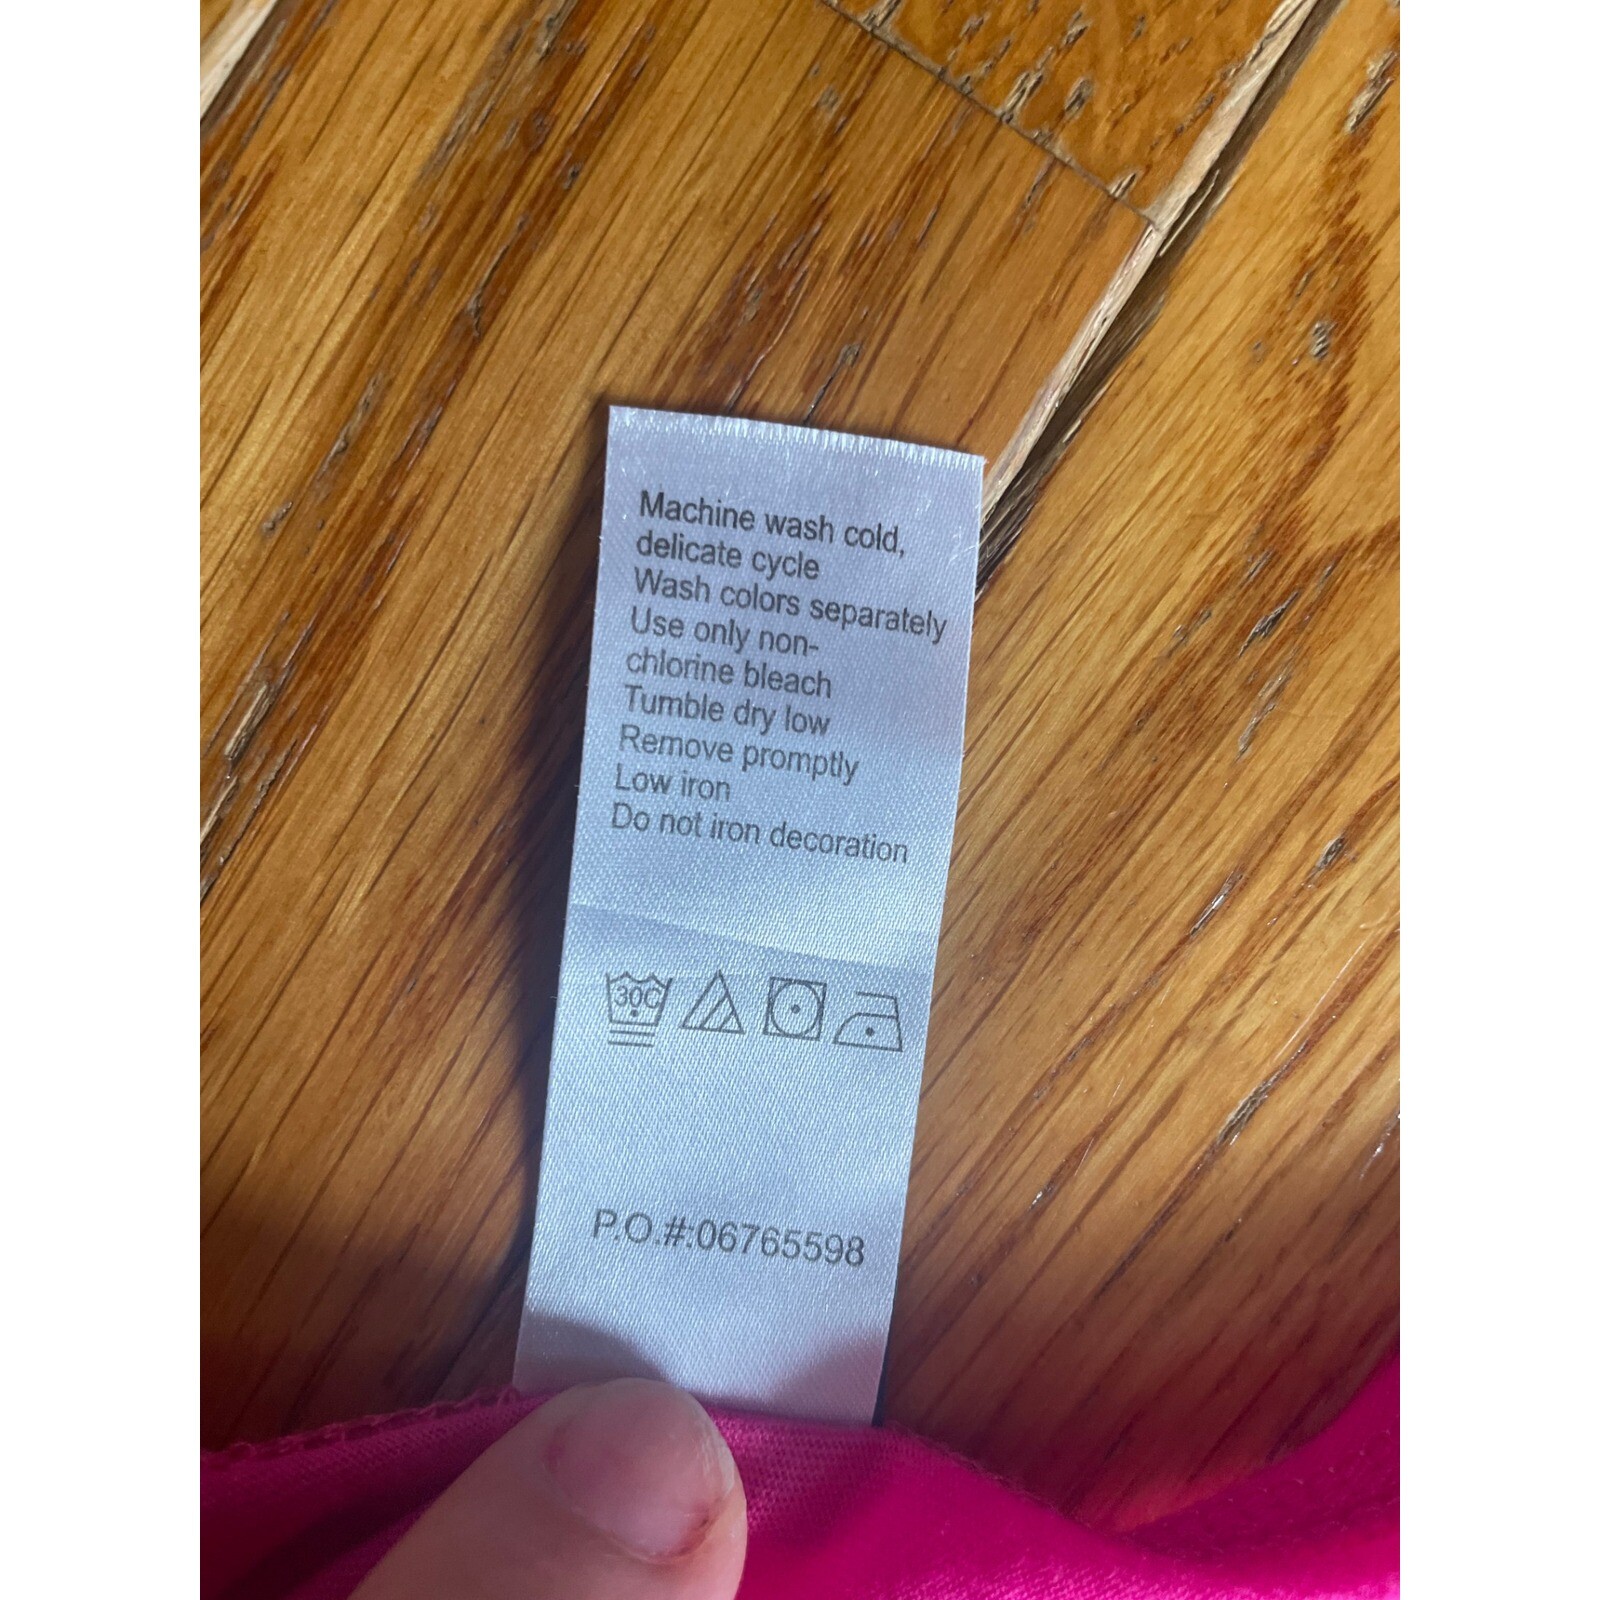 Machine wash cold,
delicate cycle
Wash colors separately
Use only non-
chlorine bleach
Tumble dry low
Remove promptly
Low iron
Do not iron decoration
30C
P.O.#:06765598